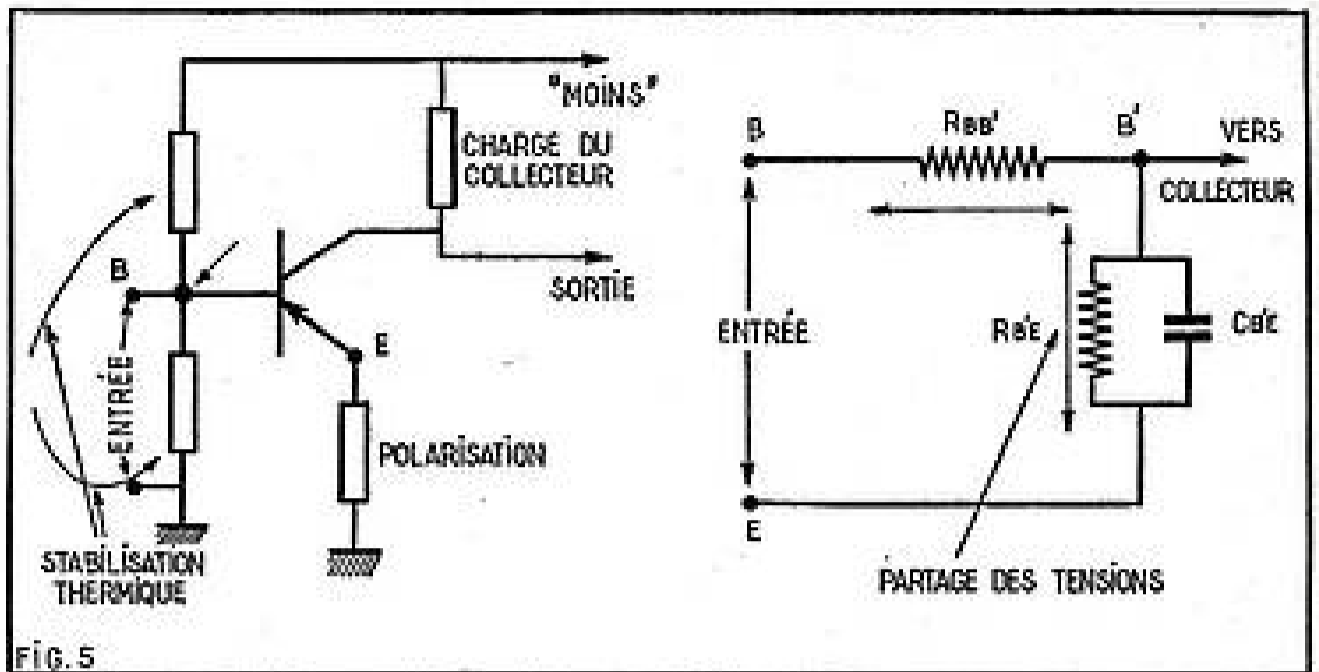 "MOINS"
CHARGE DU
COLLECTEUR
B
SORTIE
ENTRÉE
E
POLARISATION
STABILISATION
THERMIQUE
B
RBB'
B'
VERS
COLLECTEUR
ENTRÉE
RB'E
CB'E
E
PARTAGE DES TENSIONS
FIG. 5